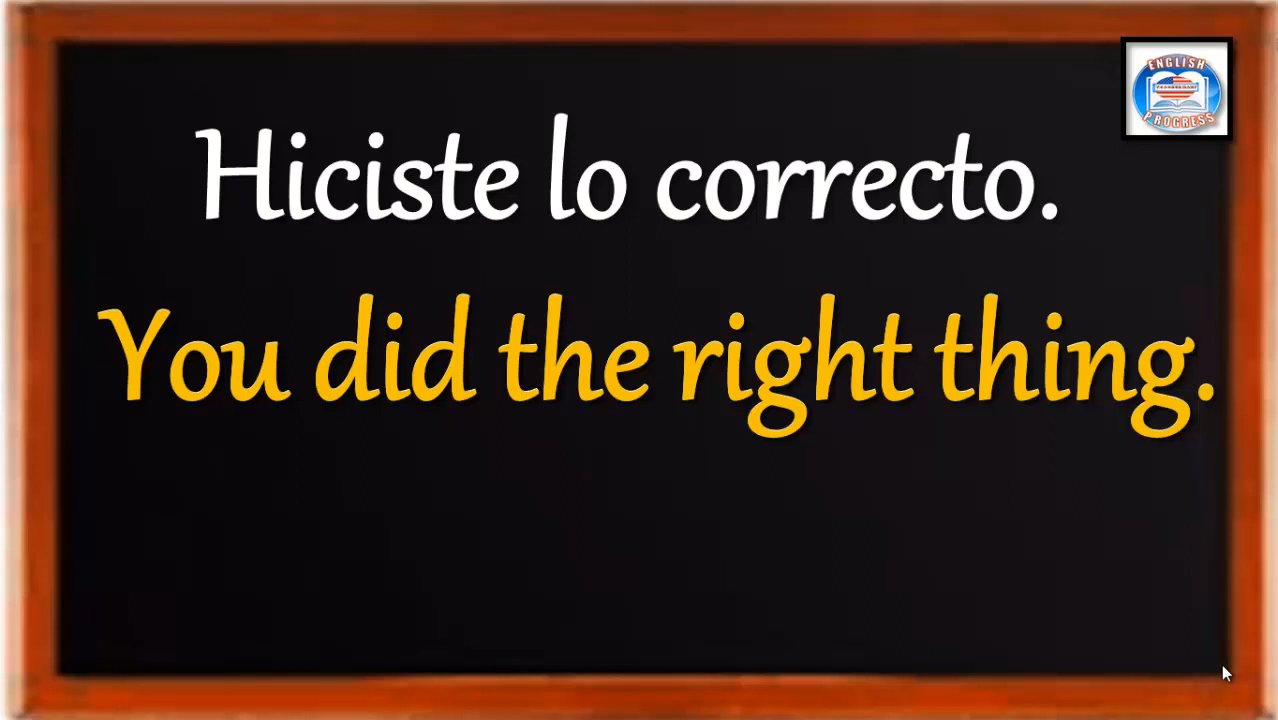 ENGLISH
PROGRESS
Hiciste lo correcto.
You did the right thing.